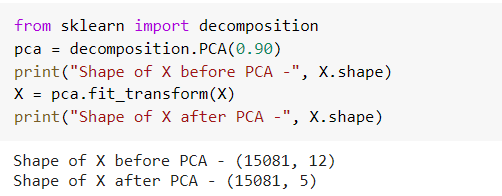 from sklearn import decomposition
pca = decomposition.PCA(0.90)
print("Shape of X before PCA -", X.shape)
X = pca.fit_transform(X)
print("Shape of X after PCA -", X.shape)
Shape of X before PCA - (15081, 12)
Shape of X after PCA - (15081, 5)